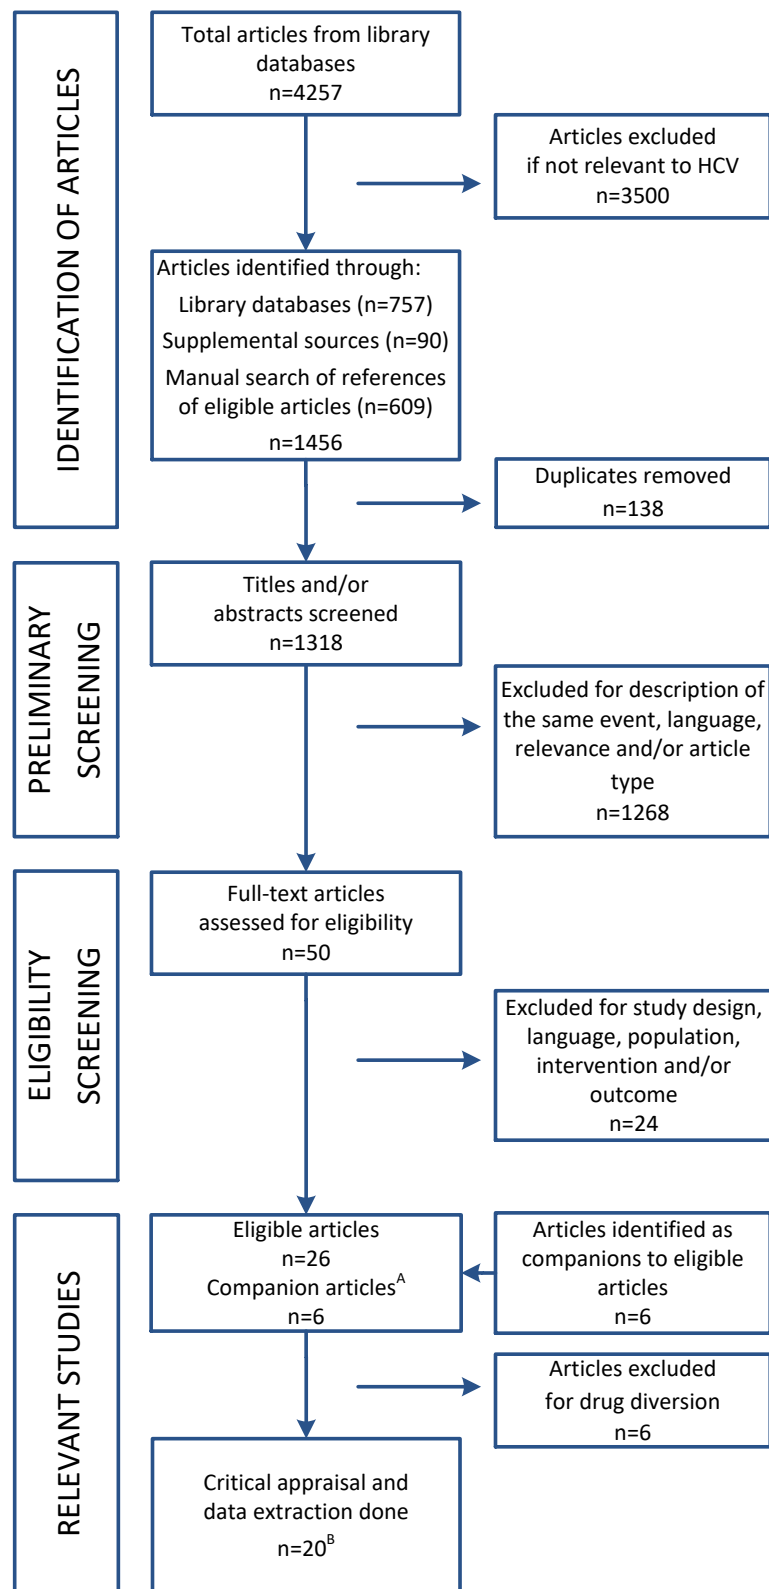 IDENTIFICATION OF ARTICLES
Total articles from library
databases
n=4257
Articles excluded
if not relevant to HCV
n=3500
Articles identified through:
Library databases (n=757)
Supplemental sources (n=90)
Manual search of references
of eligible articles (n=609)
n=1456
Duplicates removed
n=138
PRELIMINARY
SCREENING
Titles and/or
abstracts screened
n=1318
Excluded for description of
the same event, language,
relevance and/or article
type
n=1268
ELIGIBILITY
SCREENING
Full-text articles
assessed for eligibility
n=50
Excluded for study design,
language, population,
intervention and/or
outcome
n=24
RELEVANT STUDIES
Eligible articles
n=26
Companion articles^A
n=6
Articles identified as
companions to eligible
articles
n=6
Articles excluded
for drug diversion
n=6
Critical appraisal and
data extraction done
n=20^B